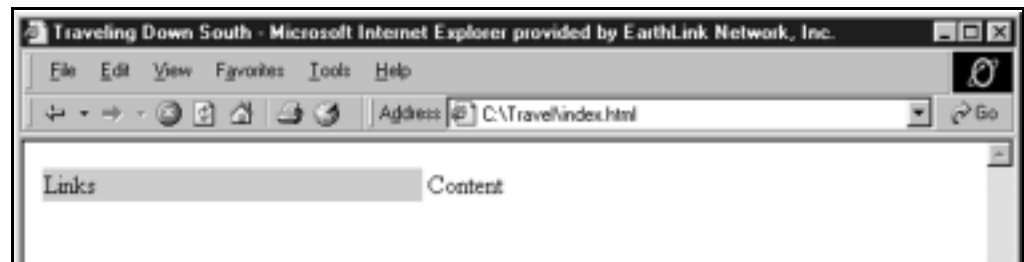 Traveling Down South - Microsoft Internet Explorer provided by EarthLink Network, Inc.
File Edit View Favorites Tools Help
Address C:\Travel\index.html Go
Links Content